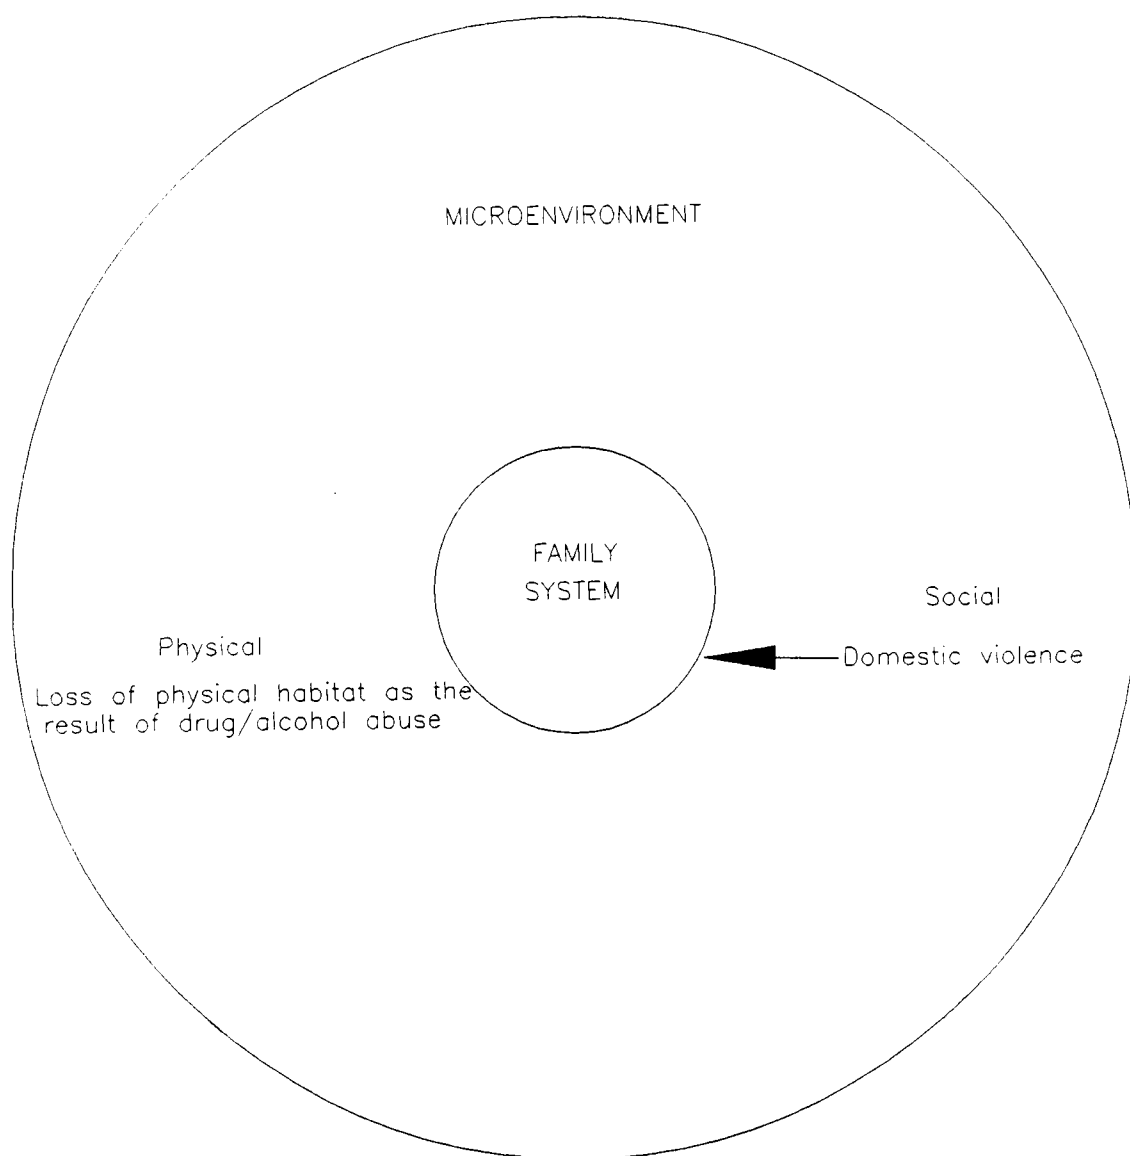 MICROENVIRONMENT
FAMILY
SYSTEM
Social
Domestic violence
Physical
Loss of physical habitat as the
result of drug/alcohol abuse